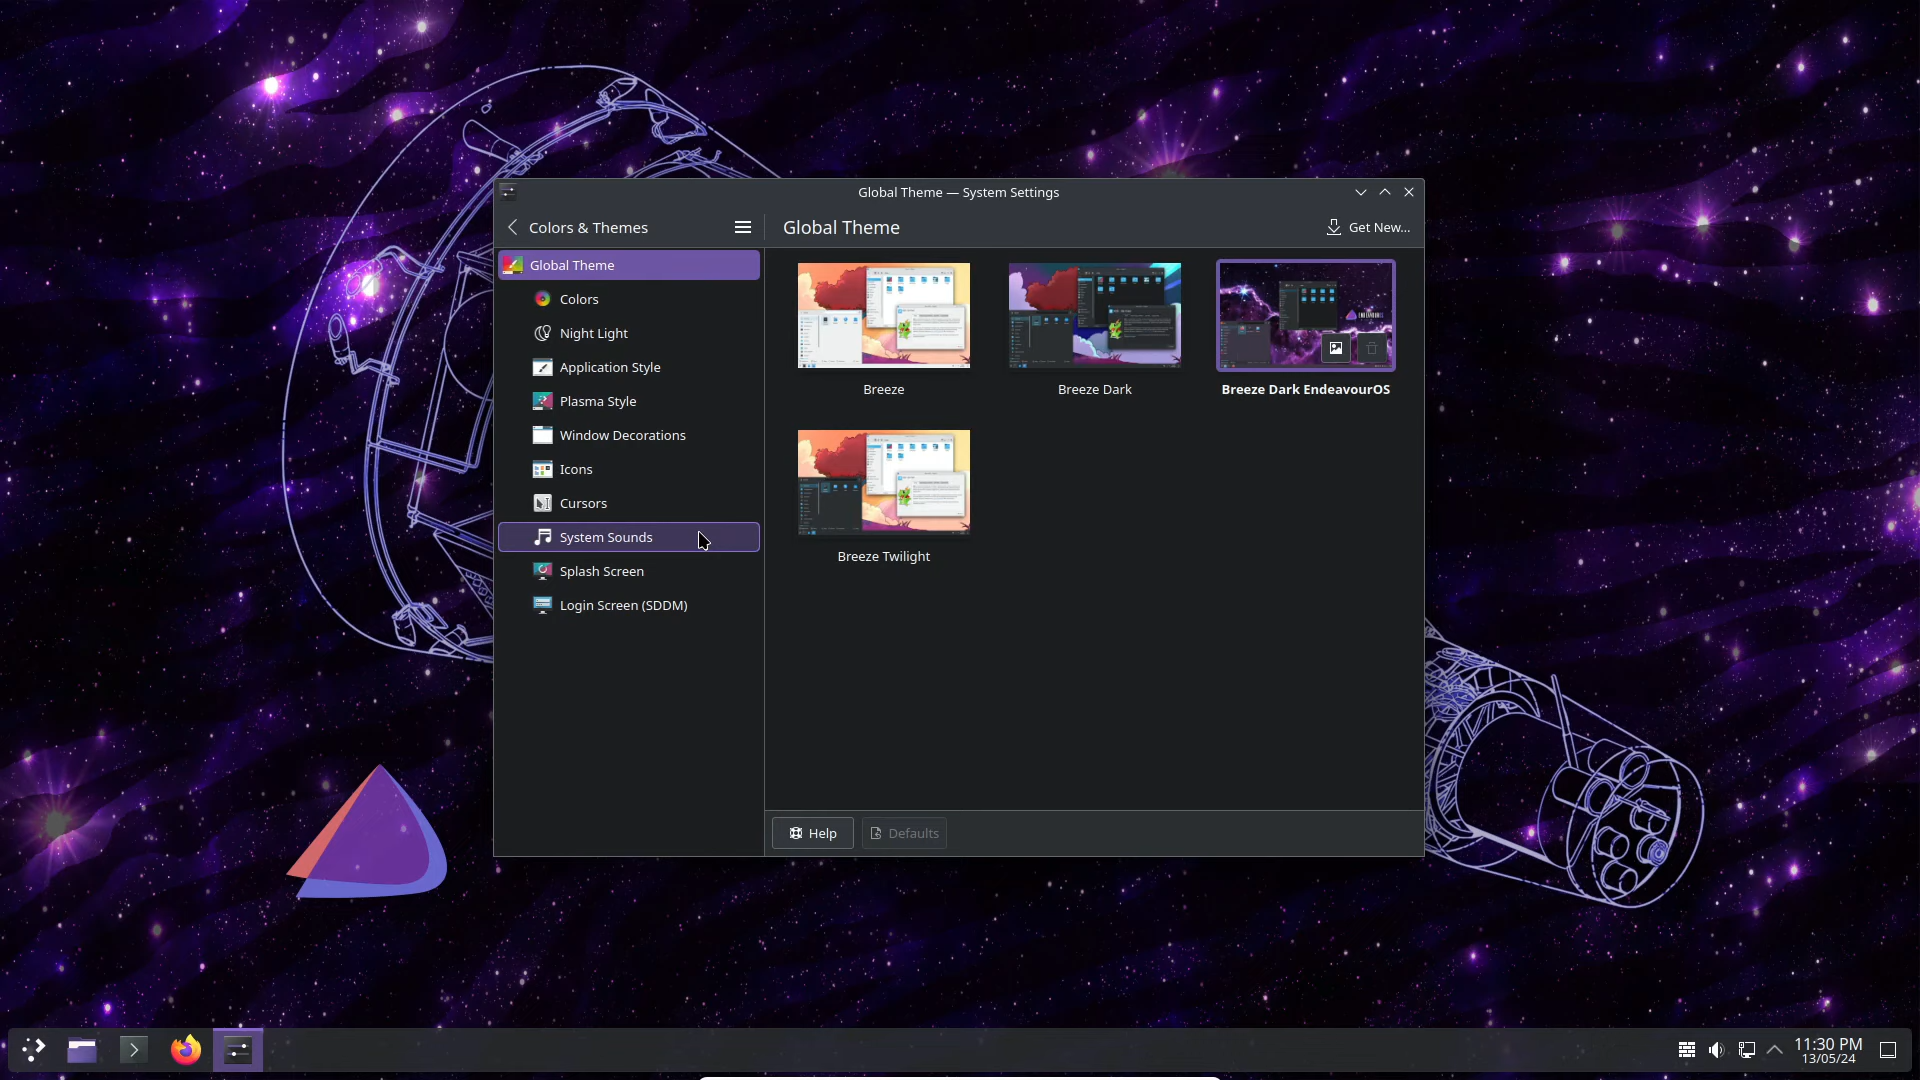 Global Theme — System Settings
Colors & Themes
Global Theme
Get New...
Global Theme
Colors
Night Light
Application Style
Plasma Style
Window Decorations
Icons
Cursors
System Sounds
Splash Screen
Login Screen (SDDM)
Breeze
Breeze Dark
Breeze Dark EndeavourOS
Breeze Twilight
Help
Defaults
11:30 PM
13/05/24